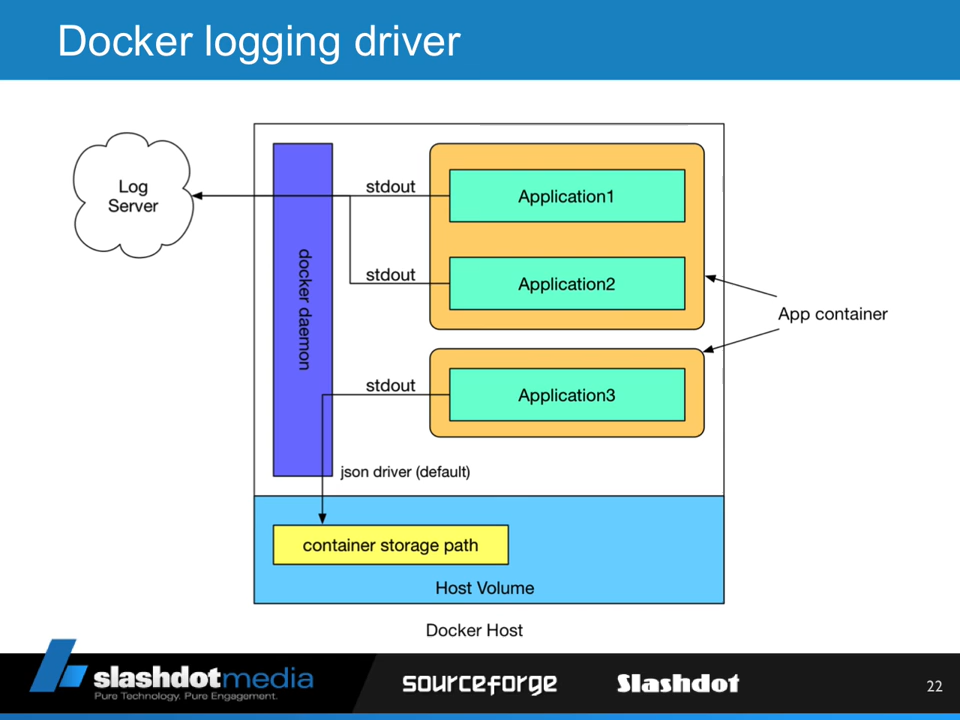 Docker logging driver
Log
Server
docker daemon
stdout
Application1
stdout
Application2
App container
stdout
Application3
json driver (default)
container storage path
Host Volume
Docker Host
slashdotmedia
Pure Technology. Pure Engagement.
sourceforge
Slashdot
22